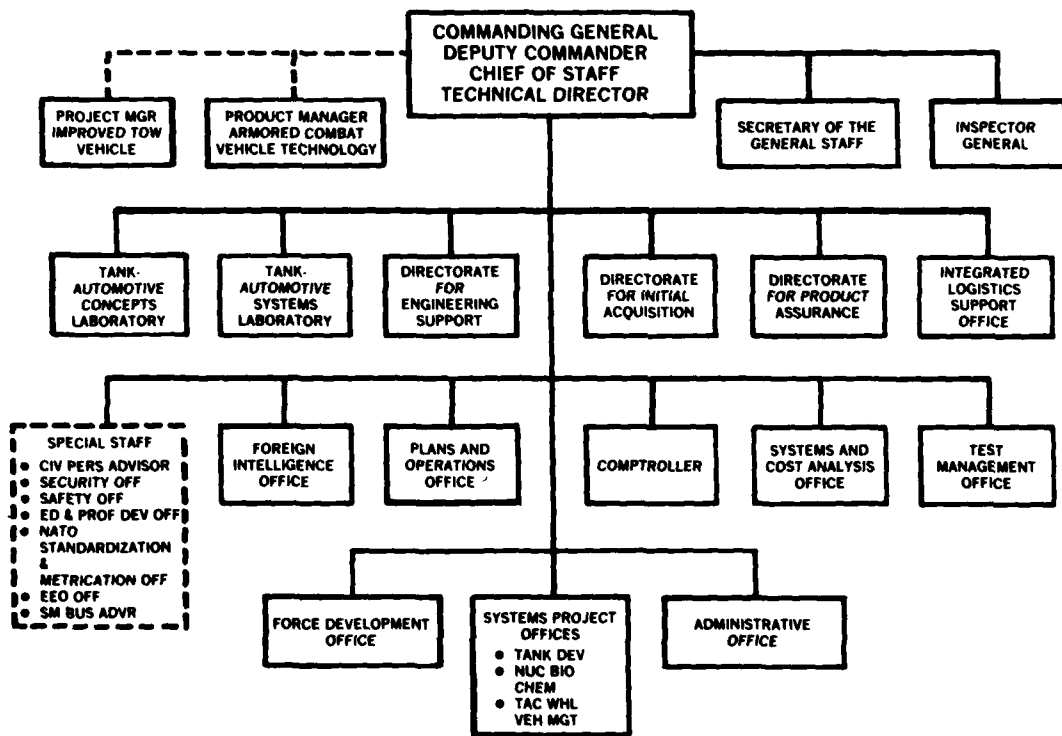 COMMANDING GENERAL
DEPUTY COMMANDER
CHIEF OF STAFF
TECHNICAL DIRECTOR
PROJECT MGR
IMPROVED TOW
VEHICLE
PRODUCT MANAGER
ARMORED COMBAT
VEHICLE TECHNOLOGY
SECRETARY OF THE
GENERAL STAFF
INSPECTOR
GENERAL
TANK-
AUTOMOTIVE
CONCEPTS
LABORATORY
TANK-
AUTOMOTIVE
SYSTEMS
LABORATORY
DIRECTORATE
FOR
ENGINEERING
SUPPORT
DIRECTORATE
FOR INITIAL
ACQUISITION
DIRECTORATE
FOR PRODUCT
ASSURANCE
INTEGRATED
LOGISTICS
SUPPORT
OFFICE
SPECIAL STAFF
• CIV PERS ADVISOR
• SECURITY OFF
• SAFETY OFF
• ED & PROF DEV OFF
• NATO
STANDARDIZATION
&
METRICATION OFF
• EEO OFF
• SM BUS ADVR
FOREIGN
INTELLIGENCE
OFFICE
PLANS AND
OPERATIONS
OFFICE
COMPTROLLER
SYSTEMS AND
COST ANALYSIS
OFFICE
TEST
MANAGEMENT
OFFICE
FORCE DEVELOPMENT
OFFICE
SYSTEMS PROJECT
OFFICES
• TANK DEV
• NUC BIO
CHEM
• TAC WHL
VEH MGT
ADMINISTRATIVE
OFFICE